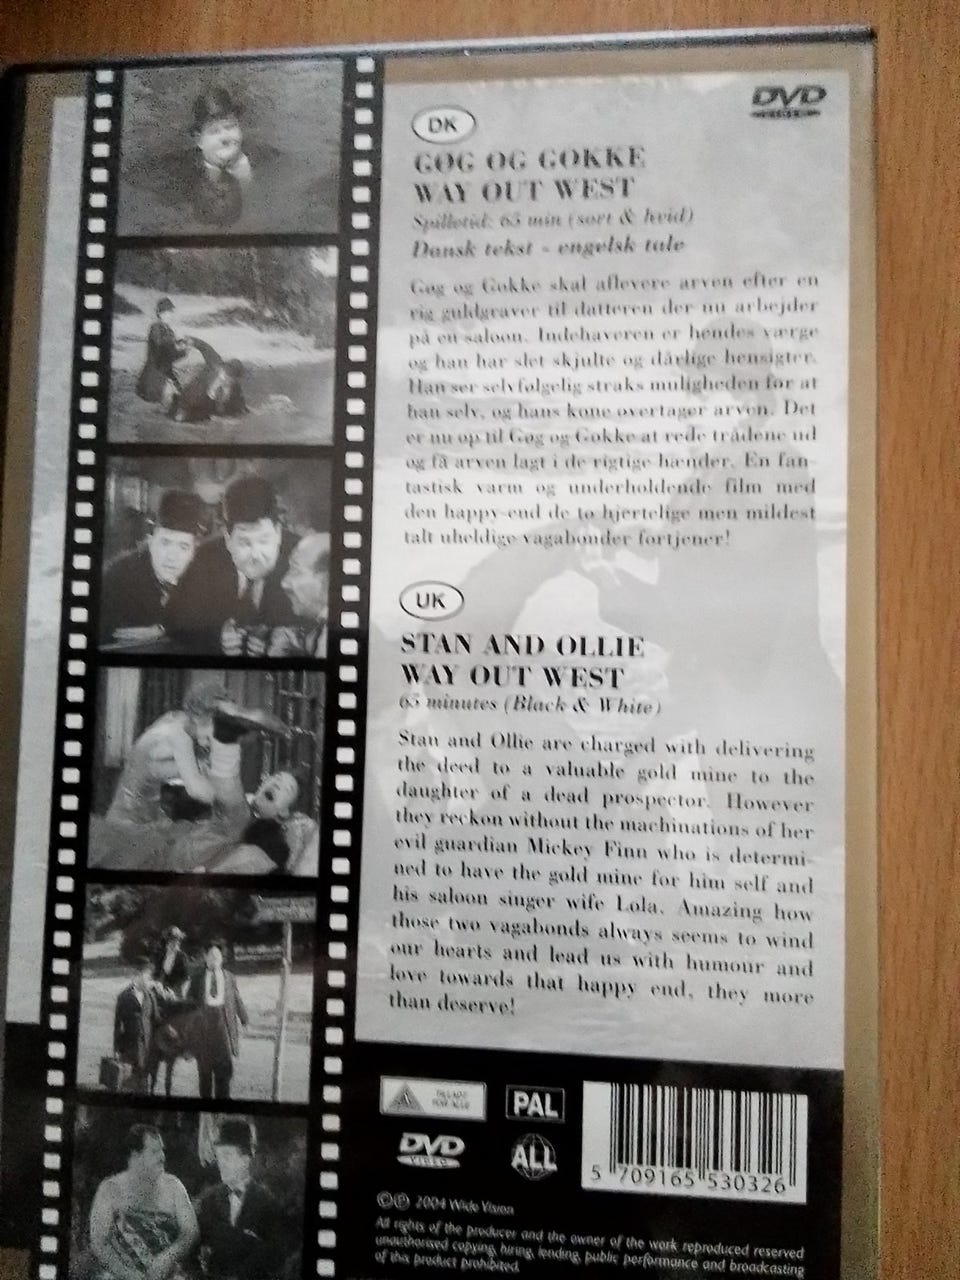 DVD
VIDEO
DK
GØG OG GOKKE
WAY OUT WEST
Spilletid: 65 min (sort & hvid)
Dansk tekst - engelsk tale
Gøg og Gokke skal aflevere arven efter en
rig guldgraver til datteren der nu arbejder
på en saloon. Indehaveren er hendes værge
og han har slet skjulte og dårlige hensigter.
Han ser selvfølgelig straks muligheden for at
han selv, og hans kone overtager arven. Det
er nu op til Gøg og Gokke at rede trådene ud
og få arven lagt i de rigtige hænder. En fan-
tastisk varm og underholdende film med
den happy-end de to hjertelige men mildest
talt uheldige vagabonder fortjener!
UK
STAN AND OLLIE
WAY OUT WEST
65 minutes (Black & White)
Stan and Ollie are charged with delivering
the deed to a valuable gold mine to the
daughter of a dead prospector. However
they reckon without the machinations of her
evil guardian Mickey Finn who is determi-
ned to have the gold mine for him self and
his saloon singer wife Lola. Amazing how
those two vagabonds always seems to wind
our hearts and lead us with humour and
love towards that happy end, they more
than deserve!
TILLADT
FOR ALLE
PAL
DVD
VIDEO
ALL
5 709165 530326
©℗ 2004 Wide Vision
All rights of the producer and the owner of the work reproduced reserved
unauthorised copying, hiring, lending, public performance and broadcasting
of this product prohibited.